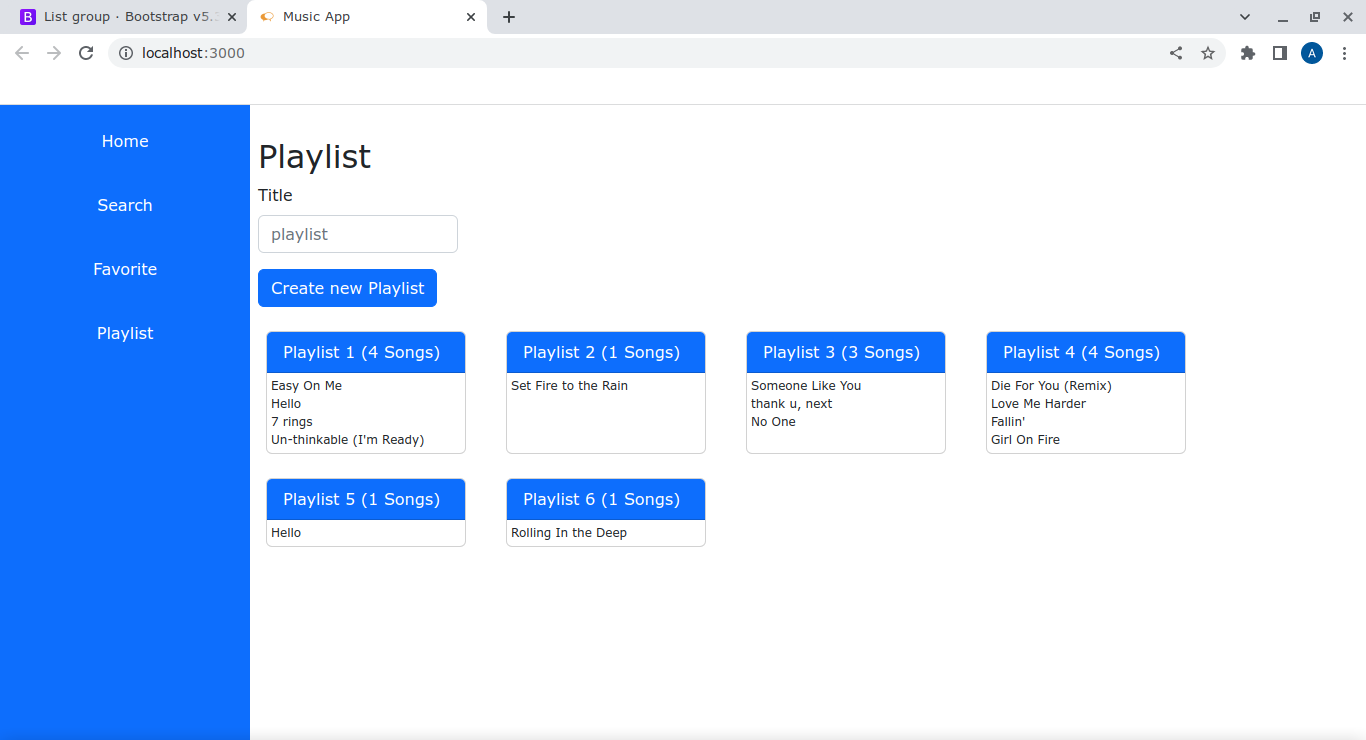 List group · Bootstrap v5.
Music App
localhost:3000
A
Home
Search
Favorite
Playlist
Playlist
Title
playlist
Create new Playlist
Playlist 1 (4 Songs)
Easy On Me
Hello
7 rings
Un-thinkable (I'm Ready)
Playlist 2 (1 Songs)
Set Fire to the Rain
Playlist 3 (3 Songs)
Someone Like You
thank u, next
No One
Playlist 4 (4 Songs)
Die For You (Remix)
Love Me Harder
Fallin'
Girl On Fire
Playlist 5 (1 Songs)
Hello
Playlist 6 (1 Songs)
Rolling In the Deep